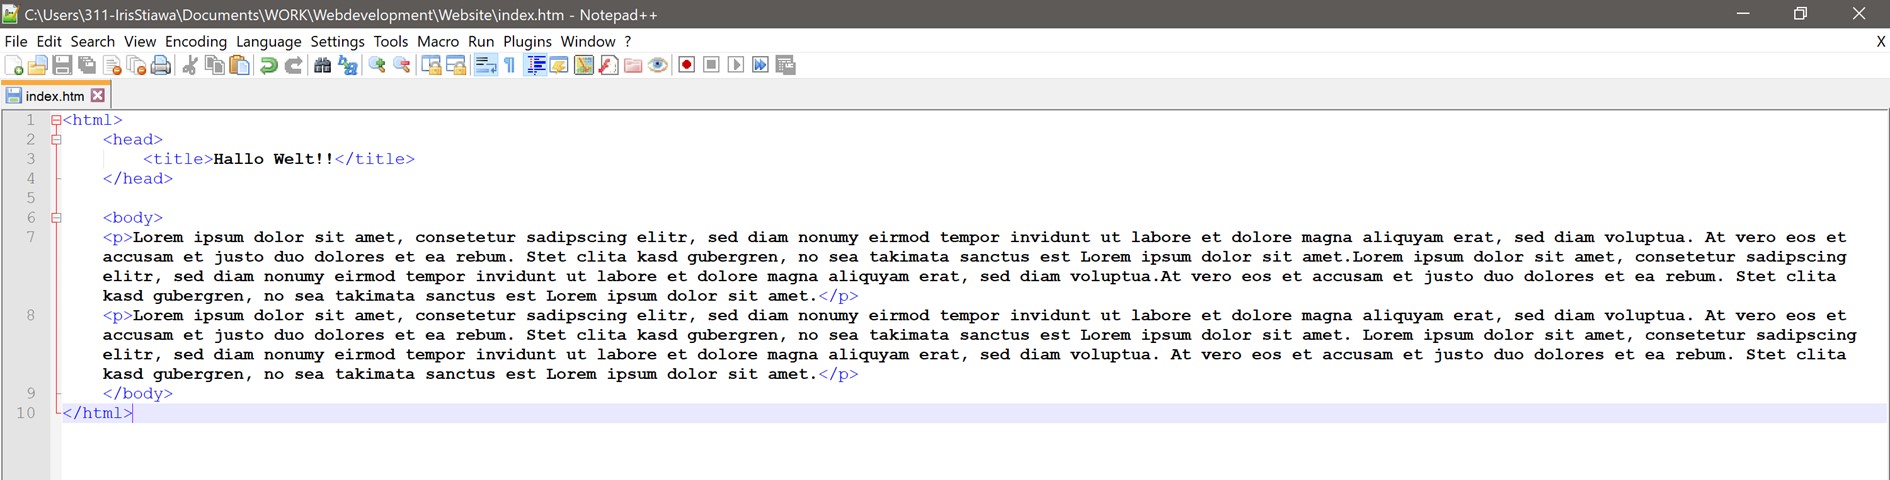 C:\Users\311-IrisStiawa\Documents\WORK\Webdevelopment\Website\index.htm - Notepad++
File Edit Search View Encoding Language Settings Tools Macro Run Plugins Window ? X
index.htm
1 <html>
2 <head>
3 <title>Hallo Welt!!</title>
4 </head>
5
6 <body>
7 <p>Lorem ipsum dolor sit amet, consetetur sadipscing elitr, sed diam nonumy eirmod tempor invidunt ut labore et dolore magna aliquyam erat, sed diam voluptua. At vero eos et
accusam et justo duo dolores et ea rebum. Stet clita kasd gubergren, no sea takimata sanctus est Lorem ipsum dolor sit amet.Lorem ipsum dolor sit amet, consetetur sadipscing
elitr, sed diam nonumy eirmod tempor invidunt ut labore et dolore magna aliquyam erat, sed diam voluptua.At vero eos et accusam et justo duo dolores et ea rebum. Stet clita
kasd gubergren, no sea takimata sanctus est Lorem ipsum dolor sit amet.</p>
8 <p>Lorem ipsum dolor sit amet, consetetur sadipscing elitr, sed diam nonumy eirmod tempor invidunt ut labore et dolore magna aliquyam erat, sed diam voluptua. At vero eos et
accusam et justo duo dolores et ea rebum. Stet clita kasd gubergren, no sea takimata sanctus est Lorem ipsum dolor sit amet. Lorem ipsum dolor sit amet, consetetur sadipscing
elitr, sed diam nonumy eirmod tempor invidunt ut labore et dolore magna aliquyam erat, sed diam voluptua. At vero eos et accusam et justo duo dolores et ea rebum. Stet clita
kasd gubergren, no sea takimata sanctus est Lorem ipsum dolor sit amet.</p>
9 </body>
10 </html>